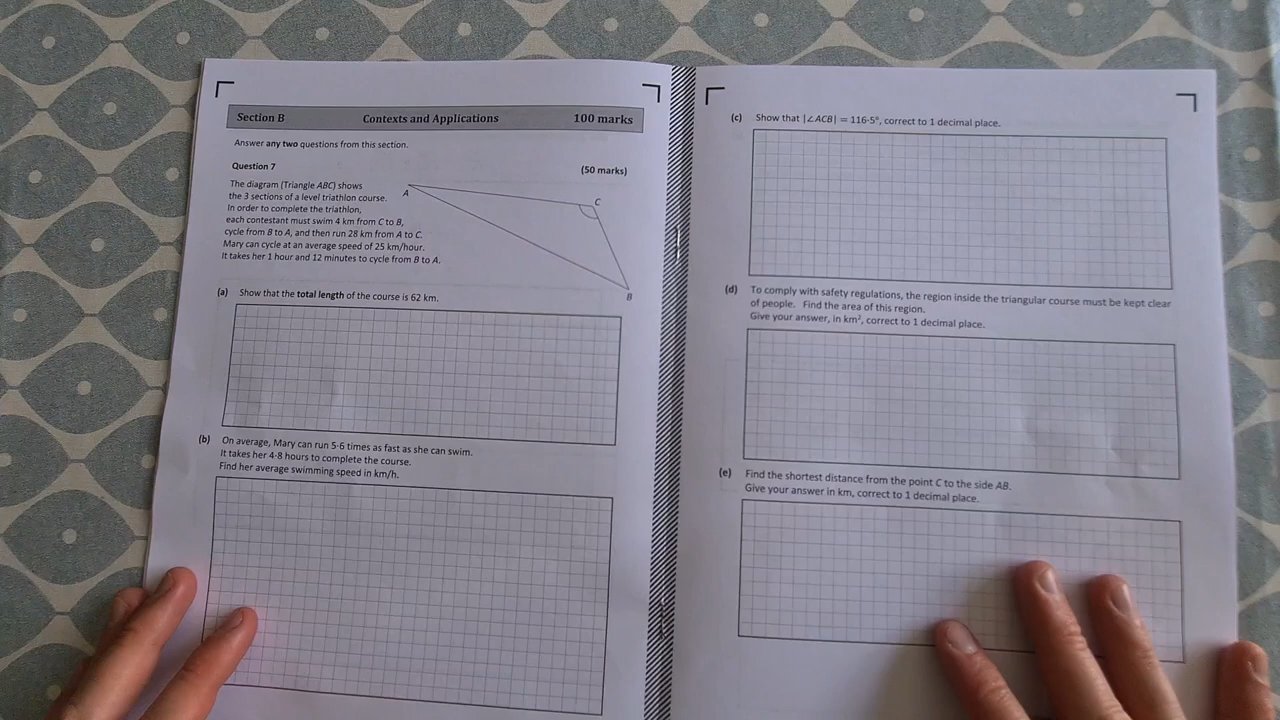 Section B Contexts and Applications 100 marks
Answer any two questions from this section.
Question 7 (50 marks)
The diagram (Triangle ABC) shows
the 3 sections of a level triathlon course.
In order to complete the triathlon,
each contestant must swim 4 km from C to B,
cycle from B to A, and then run 28 km from A to C.
Mary can cycle at an average speed of 25 km/hour.
It takes her 1 hour and 12 minutes to cycle from B to A.
A
C
B
(a) Show that the total length of the course is 62 km.
(b) On average, Mary can run 5·6 times as fast as she can swim.
It takes her 4·8 hours to complete the course.
Find her average swimming speed in km/h.
(c) Show that |∠ACB| = 116·5°, correct to 1 decimal place.
(d) To comply with safety regulations, the region inside the triangular course must be kept clear
of people. Find the area of this region.
Give your answer, in km², correct to 1 decimal place.
(e) Find the shortest distance from the point C to the side AB.
Give your answer in km, correct to 1 decimal place.